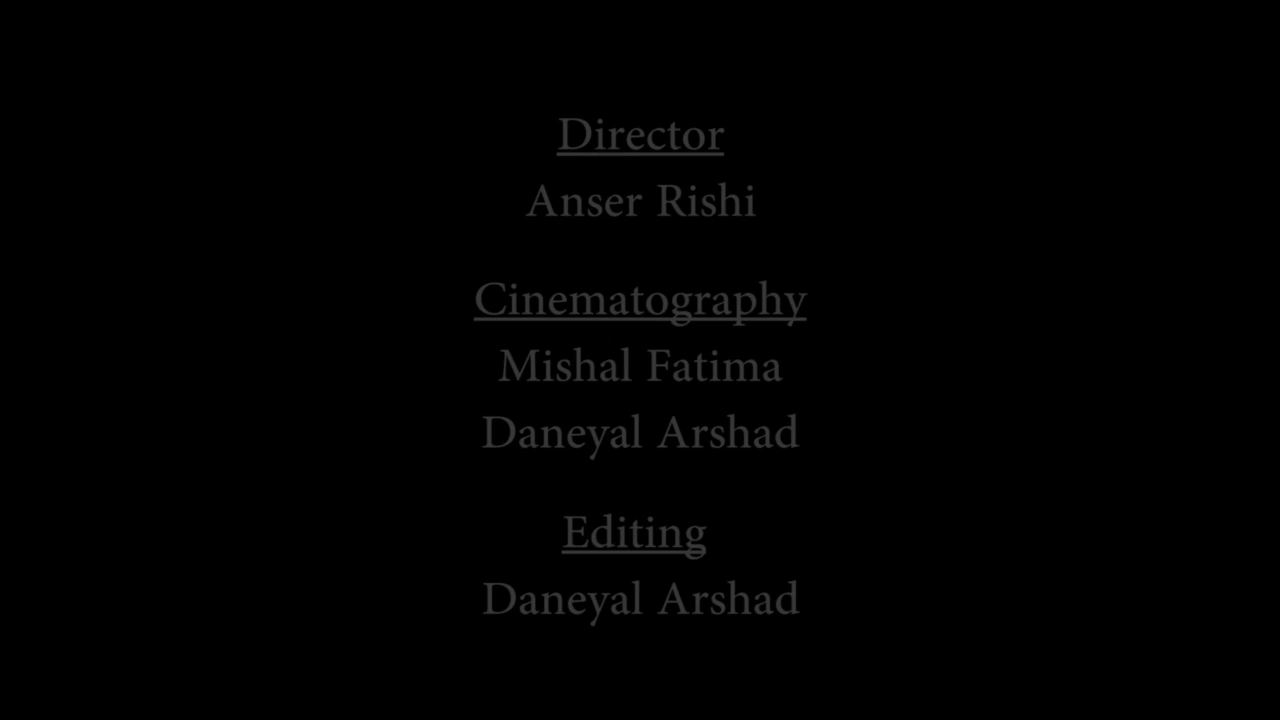 Director
Anser Rishi
Cinematography
Mishal Fatima
Daneyal Arshad
Editing
Daneyal Arshad